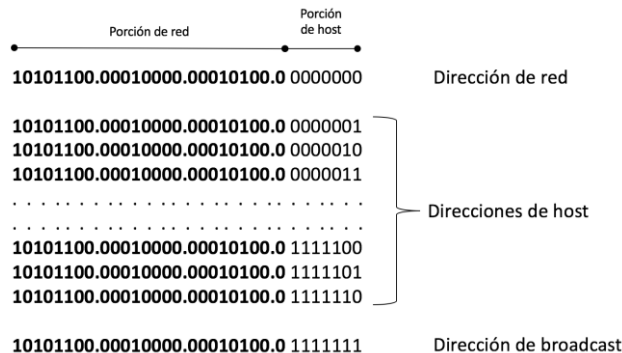 Porción de red
Porción
de host
10101100.00010000.00010100.0 0000000 Dirección de red
10101100.00010000.00010100.0 0000001
10101100.00010000.00010100.0 0000010
10101100.00010000.00010100.0 0000011
. . . . . . . . . . . . . . . . . . . . . . . . . . .
. . . . . . . . . . . . . . . . . . . . . . . . . . .
Direcciones de host
10101100.00010000.00010100.0 1111100
10101100.00010000.00010100.0 1111101
10101100.00010000.00010100.0 1111110
10101100.00010000.00010100.0 1111111 Dirección de broadcast